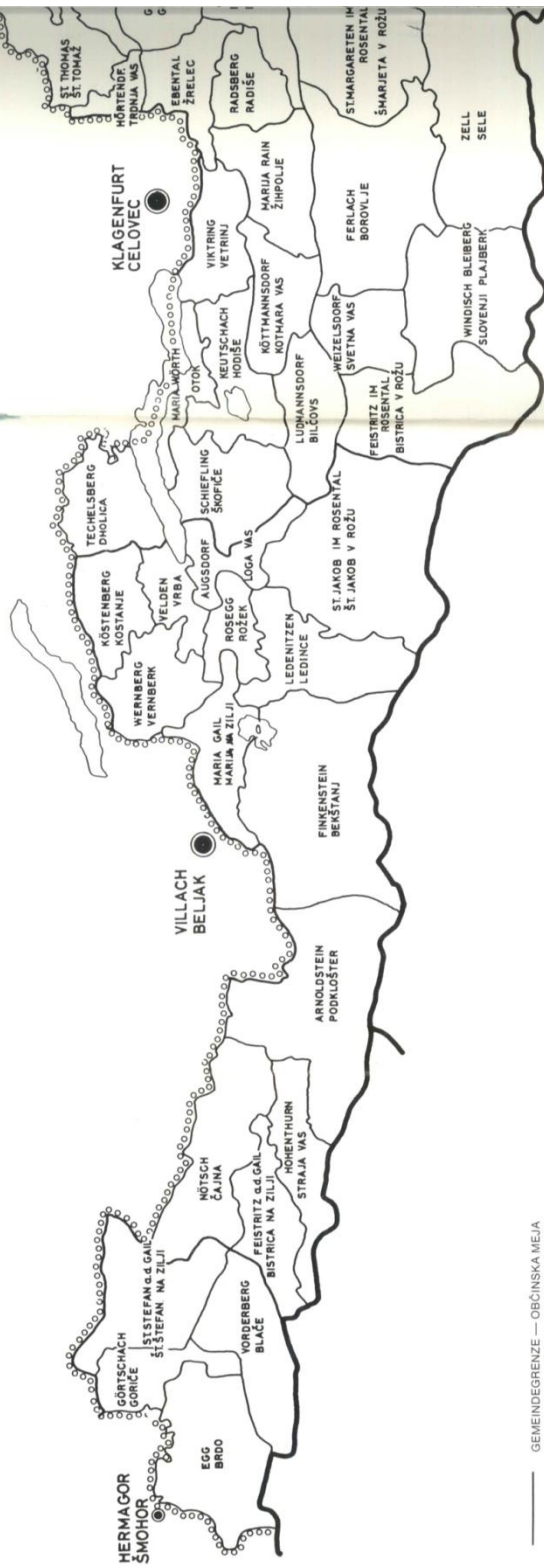 HERMAGOR
ŠMOHOR
EGG
BRDO
GÖRTSCHACH
GORIČE
ST.STEFAN a.d. GAIL
ŠT.ŠTEFAN NA ZILJI
VORDERBERG
BLAČE
NÖTSCH
ČAJNA
FEISTRITZ a.d. GAIL
BISTRICA NA ZILJI
HOHENTHURN
STRAJA VAS
ARNOLDSTEIN
PODKLOŠTER
VILLACH
BELJAK
FINKENSTEIN
BEKŠTANJ
MARIA GAIL
MARIJA NA ZILJI
WERNBERG
VERNBERK
KÖSTENBERG
KOSTANJE
TECHELSBERG
DHOLICA
VELDEN
VRBA
AUGSDORF
LOGA VAS
ROSEGG
ROŽEK
LEDENITZEN
LEDINCE
ST. JAKOB IM ROSENTAL
ŠT. JAKOB V ROŽU
SCHIEFLING
ŠKOFIČE
MARIA WÖRTH
OTOK
KEUTSCHACH
HODIŠE
LUDMANNSDORF
BILČOVS
KÖTTMANNSDORF
KOTMARA VAS
FEISTRITZ IM
ROSENTAL
BISTRICA V ROŽU
WEIZELSDORF
SVETNA VAS
WINDISCH BLEIBERG
SLOVENJI PLAJBERK
KLAGENFURT
CELOVEC
VIKTRING
VETRINJ
MARIJA RAIN
ŽIHPOLJE
FERLACH
BOROVLJE
ZELL
SELE
ST. THOMAS
ŠT. TOMAŽ
HÖRTENDF.
TRDNJA VAS
EBENTAL
ŽRELEC
RADSBERG
RADIŠE
ST.MARGARETEN IM
ROSENTAL
ŠMARJETA V ROŽU
GEMEINDEGRENZE — OBČINSKA MEJA